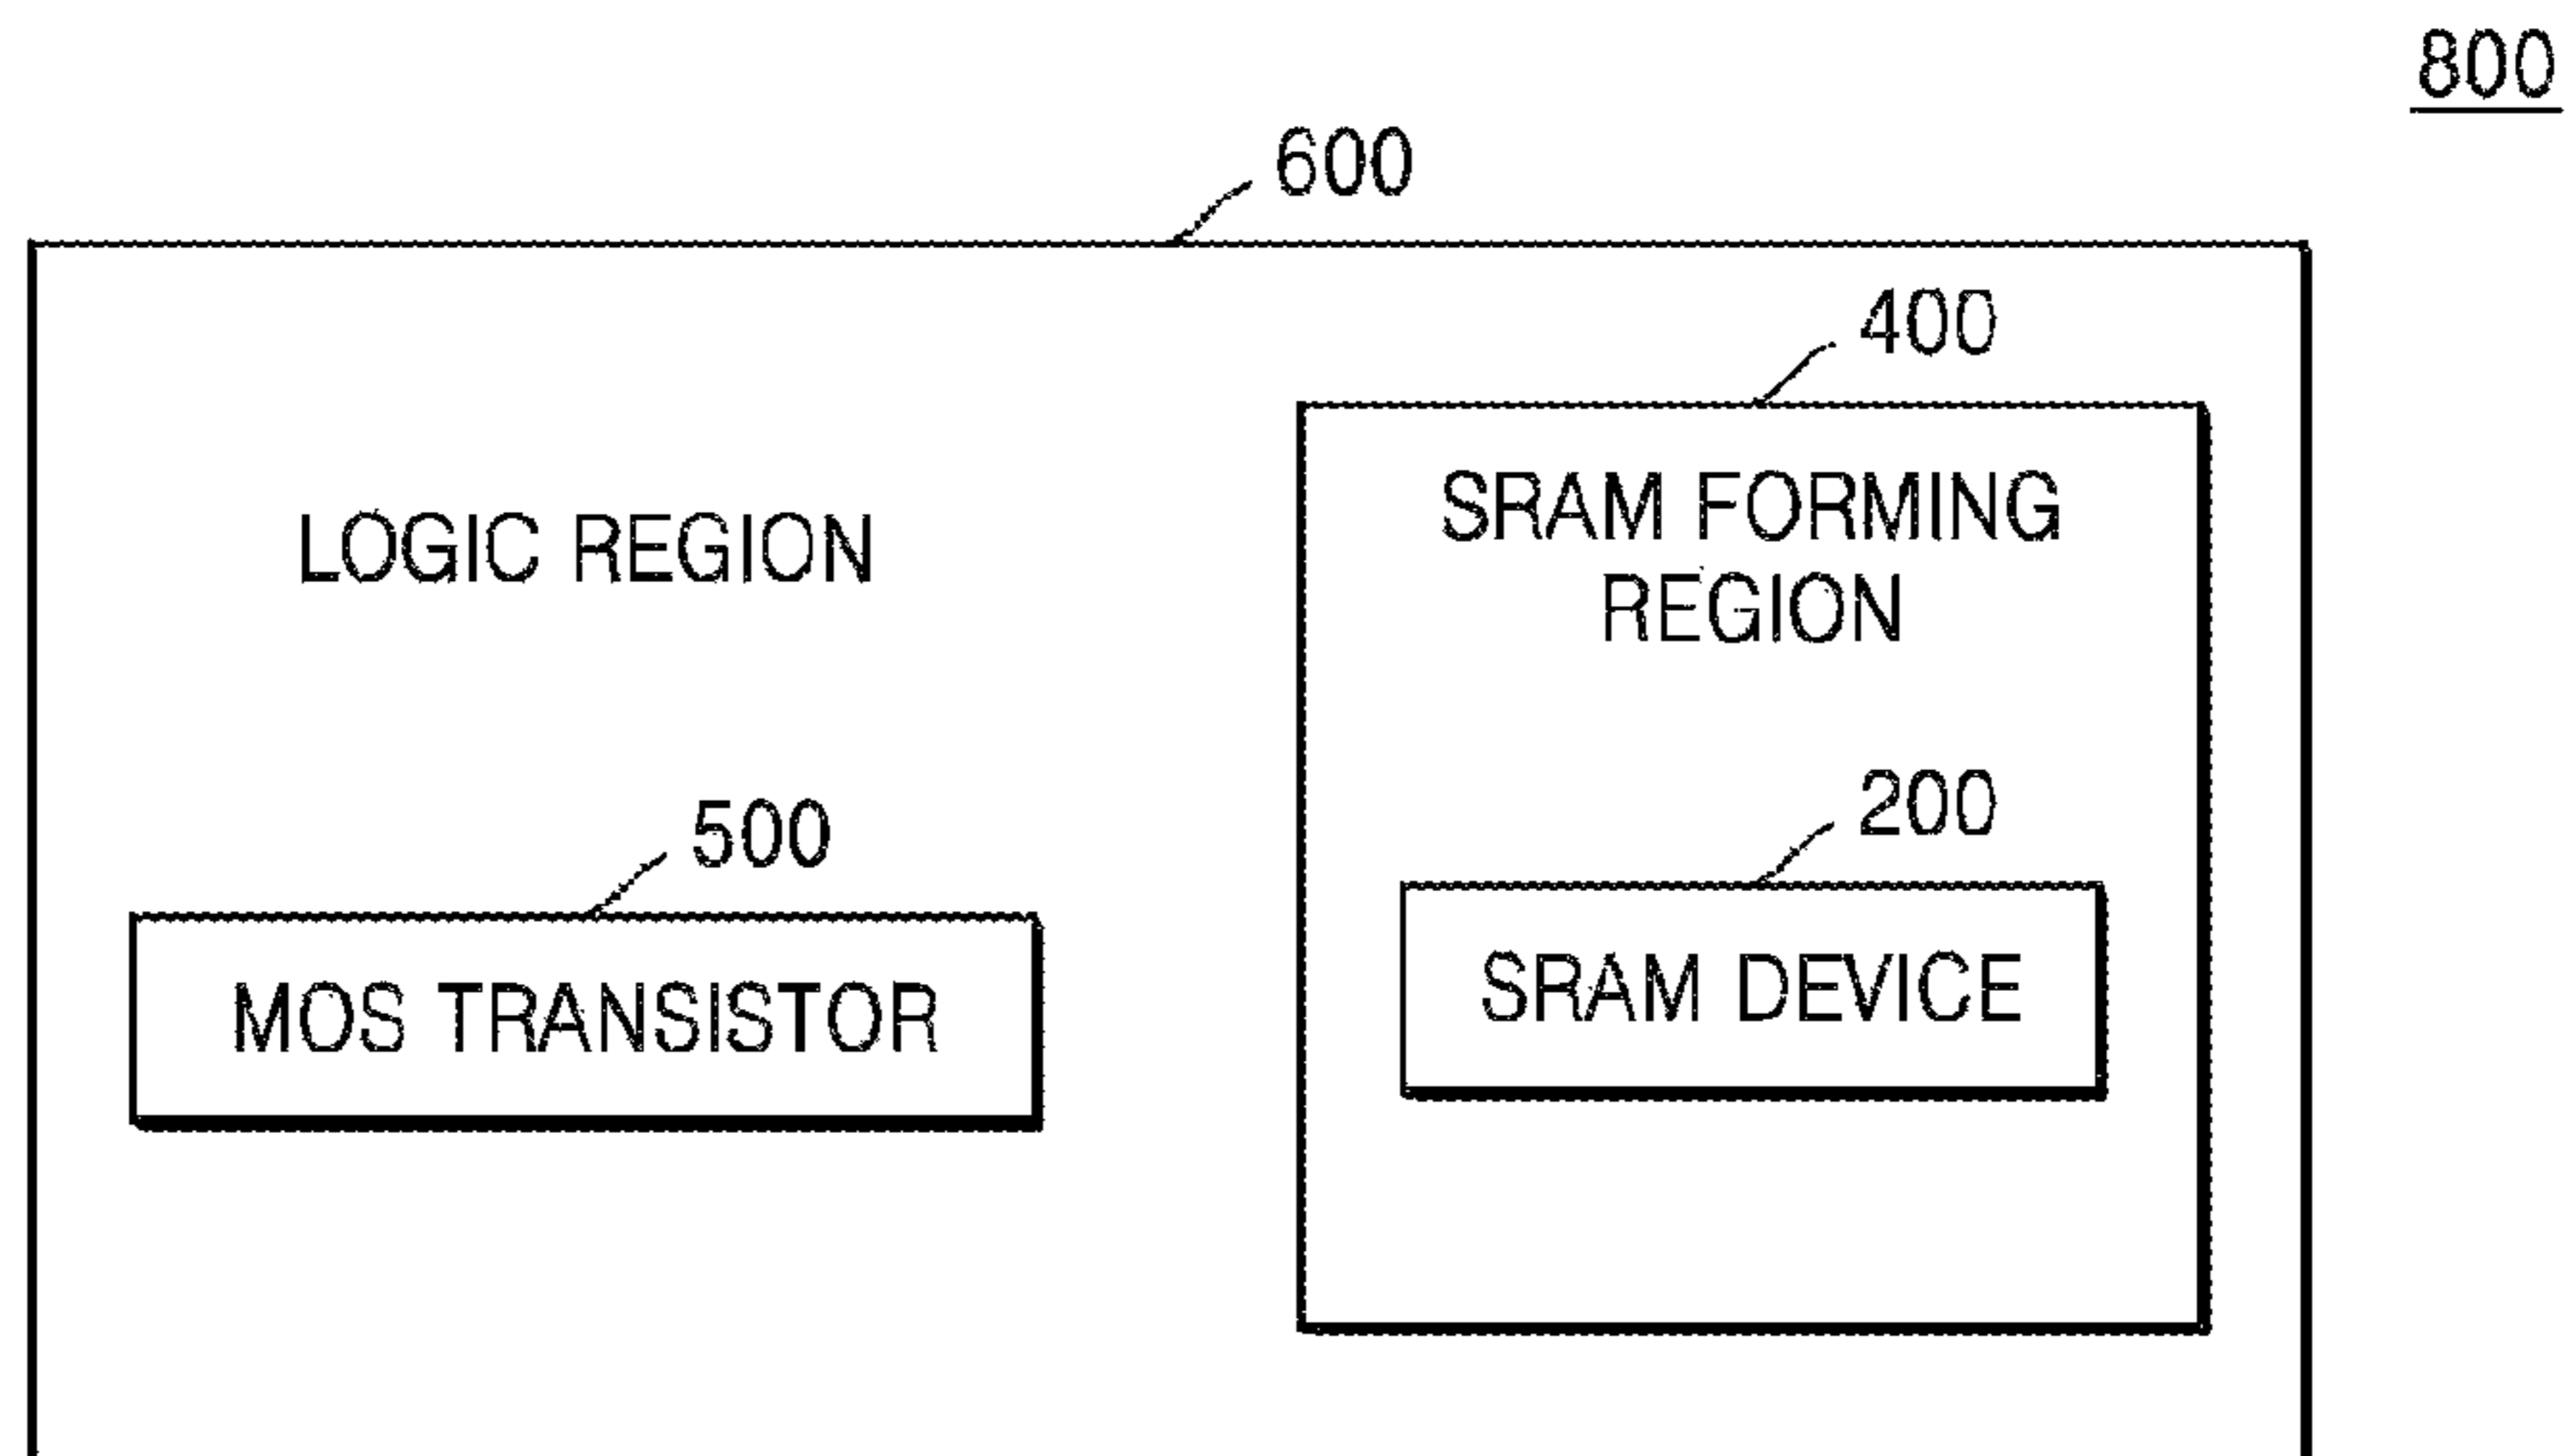 800
600
400
LOGIC REGION
SRAM FORMING
REGION
500
200
MOS TRANSISTOR
SRAM DEVICE